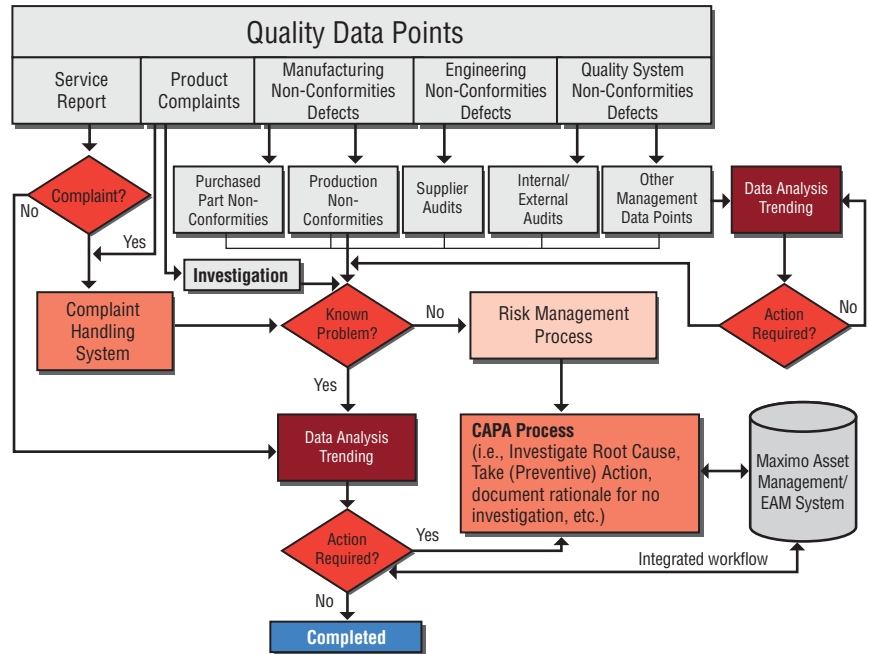 Quality Data Points
Service
Report
Product
Complaints
Manufacturing
Non-Conformities
Defects
Engineering
Non-Conformities
Defects
Quality System
Non-Conformities
Defects
Complaint?
No
Yes
Purchased
Part Non-
Conformities
Production
Non-
Conformities
Supplier
Audits
Internal/
External
Audits
Other
Management
Data Points
Data Analysis
Trending
Investigation
Complaint
Handling
System
Known
Problem?
No
Yes
Risk Management
Process
Action
Required?
No
Data Analysis
Trending
CAPA Process
(i.e., Investigate Root Cause,
Take (Preventive) Action,
document rationale for no
investigation, etc.)
Maximo Asset
Management/
EAM System
Action
Required?
Yes
No
Integrated workflow
Completed